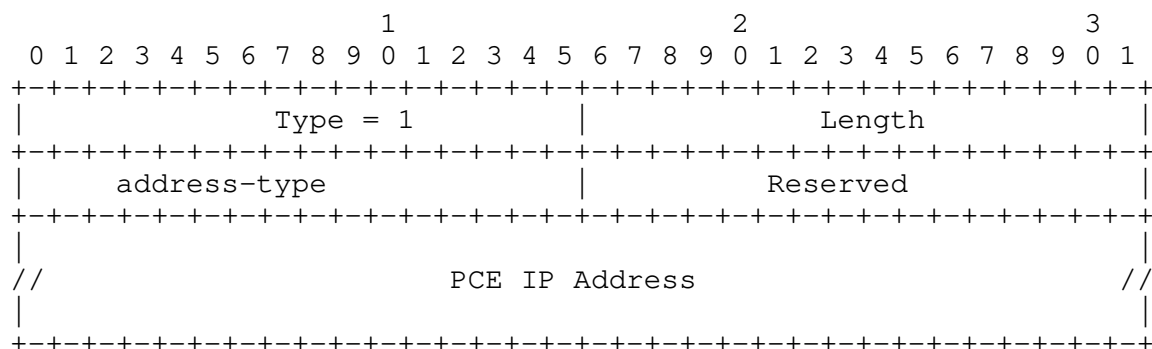 1                   2                   3
 0 1 2 3 4 5 6 7 8 9 0 1 2 3 4 5 6 7 8 9 0 1 2 3 4 5 6 7 8 9 0 1
+-+-+-+-+-+-+-+-+-+-+-+-+-+-+-+-+-+-+-+-+-+-+-+-+-+-+-+-+-+-+-+-+
|              Type = 1         |             Length            |
+-+-+-+-+-+-+-+-+-+-+-+-+-+-+-+-+-+-+-+-+-+-+-+-+-+-+-+-+-+-+-+-+
|     address-type              |          Reserved             |
+-+-+-+-+-+-+-+-+-+-+-+-+-+-+-+-+-+-+-+-+-+-+-+-+-+-+-+-+-+-+-+-+
|                                                               |
//                       PCE IP Address                        //
|                                                               |
+-+-+-+-+-+-+-+-+-+-+-+-+-+-+-+-+-+-+-+-+-+-+-+-+-+-+-+-+-+-+-+-+